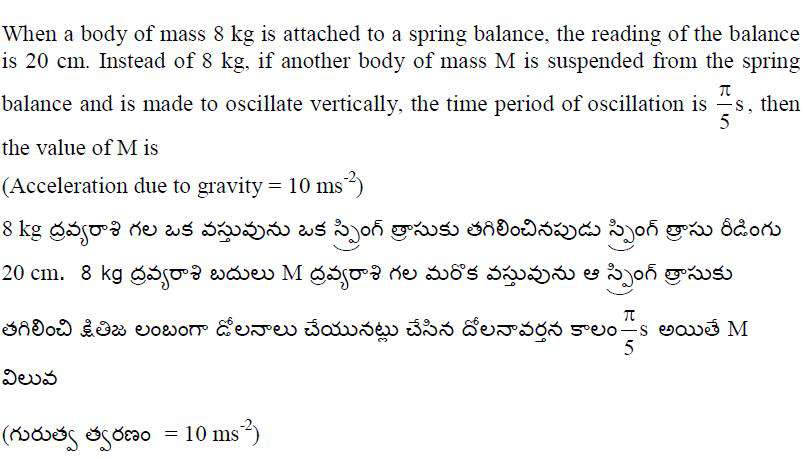 When a body of mass 8 kg is attached to a spring balance, the reading of the balance
is 20 cm. Instead of 8 kg, if another body of mass M is suspended from the spring
balance and is made to oscillate vertically, the time period of oscillation is π/5 s, then
the value of M is
(Acceleration due to gravity = 10 ms⁻²)
8 kg ద్రవ్యరాశి గల ఒక వస్తువును ఒక స్ప్రింగ్ త్రాసుకు తగిలించినపుడు స్ప్రింగ్ త్రాసు రీడింగు
20 cm. 8 kg ద్రవ్యరాశి బదులు M ద్రవ్యరాశి గల మరొక వస్తువును ఆ స్ప్రింగ్ త్రాసుకు
తగిలించి క్షితిజ లంబంగా డోలనాలు చేయునట్లు చేసిన దోలనావర్తన కాలం π/5 s అయితే M
విలువ
(గురుత్వ త్వరణం = 10 ms⁻²)